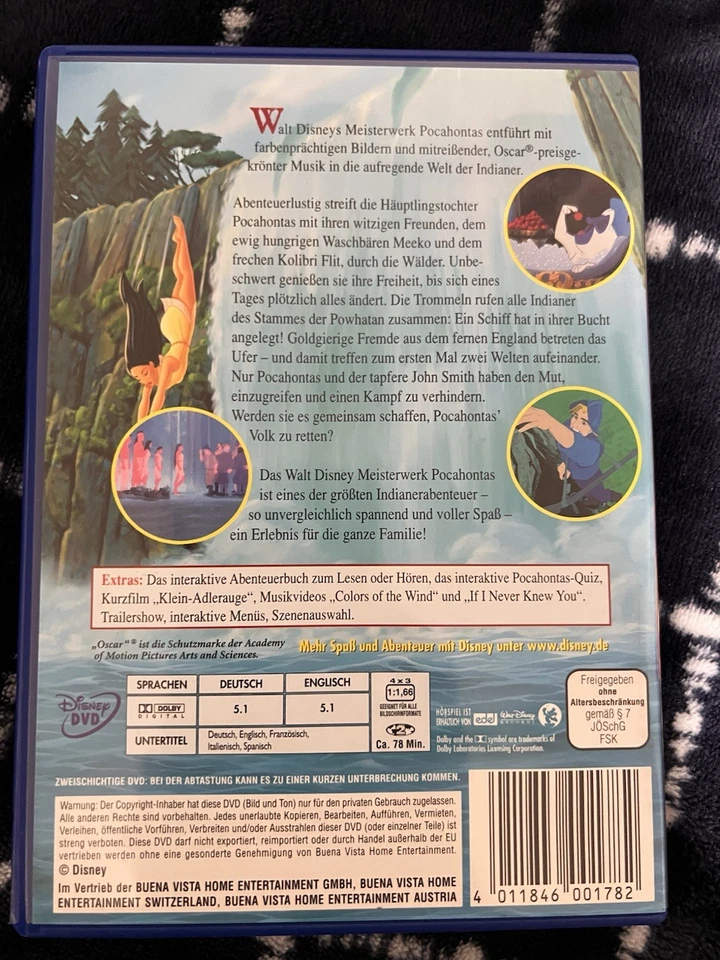 Walt Disneys Meisterwerk Pocahontas entführt mit
farbenprächtigen Bildern und mitreißender, Oscar®-preisge-
krönter Musik in die aufregende Welt der Indianer.
Abenteuerlustig streift die Häuptlingstochter
Pocahontas mit ihren witzigen Freunden, dem
ewig hungrigen Waschbären Meeko und dem
frechen Kolibri Flit, durch die Wälder. Unbe-
schwert genießen sie ihre Freiheit, bis sich eines
Tages plötzlich alles ändert. Die Trommeln rufen alle Indianer
des Stammes der Powhatan zusammen: Ein Schiff hat in ihrer Bucht
angelegt! Goldgierige Fremde aus dem fernen England betreten das
Ufer – und damit treffen zum ersten Mal zwei Welten aufeinander.
Nur Pocahontas und der tapfere John Smith haben den Mut,
einzugreifen und einen Kampf zu verhindern.
Werden sie es gemeinsam schaffen, Pocahontas'
Volk zu retten?
Das Walt Disney Meisterwerk Pocahontas
ist eines der größten Indianerabenteuer –
so unvergleichlich spannend und voller Spaß –
ein Erlebnis für die ganze Familie!
Extras: Das interaktive Abenteuerbuch zum Lesen oder Hören, das interaktive Pocahontas-Quiz,
Kurzfilm „Klein-Adlerauge“, Musikvideos „Colors of the Wind“ und „If I Never Knew You“.
Trailershow, interaktive Menüs, Szenenauswahl.
„Oscar“® ist die Schutzmarke der Academy
of Motion Pictures Arts and Sciences.
Mehr Spaß und Abenteuer mit Disney unter www.disney.de
Disney
DVD
SPRACHEN DEUTSCH ENGLISCH
DOLBY
DIGITAL
5.1 5.1
UNTERTITEL Deutsch, Englisch, Französisch,
Italienisch, Spanisch
4x3
1:1,66
GEEIGNET FÜR ALLE
BILDSCHIRMFORMATE
2
Ca. 78 Min.
HÖRSPIEL IST
ERHÄLTLICH VON edel Walt Disney
RECORDS
Dolby and the symbol are trademarks of
Dolby Laboratories Licensing Corporation.
Freigegeben
ohne
Altersbeschränkung
gemäß § 7
JÖSchG
FSK
ZWEISCHICHTIGE DVD: BEI DER ABTASTUNG KANN ES ZU EINER KURZEN UNTERBRECHUNG KOMMEN.
Warnung: Der Copyright-Inhaber hat diese DVD (Bild und Ton) nur für den privaten Gebrauch zugelassen.
Alle anderen Rechte sind vorbehalten. Jedes unerlaubte Kopieren, Bearbeiten, Aufführen, Vermieten,
Verleihen, öffentliche Vorführen, Verbreiten und/oder Ausstrahlen dieser DVD (oder einzelner Teile) ist
streng verboten. Diese DVD darf nicht exportiert, reimportiert oder durch Handel außerhalb der EU
vertrieben werden ohne eine gesonderte Genehmigung von Buena Vista Home Entertainment.
© Disney
Im Vertrieb der BUENA VISTA HOME ENTERTAINMENT GMBH, BUENA VISTA HOME
ENTERTAINMENT SWITZERLAND, BUENA VISTA HOME ENTERTAINMENT AUSTRIA
4 011846 001782